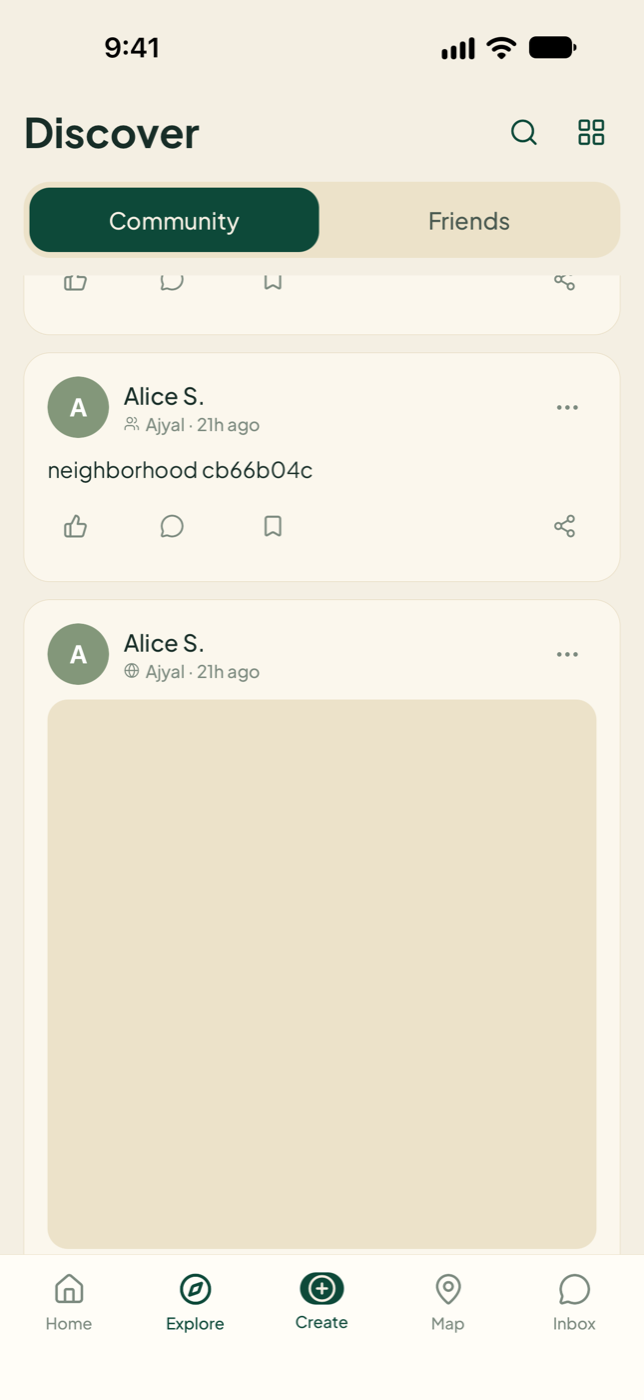 9:41
Discover
Community
Friends
A
Alice S.
Ajyal · 21h ago
neighborhood cb66b04c
A
Alice S.
Ajyal · 21h ago
Home
Explore
Create
Map
Inbox